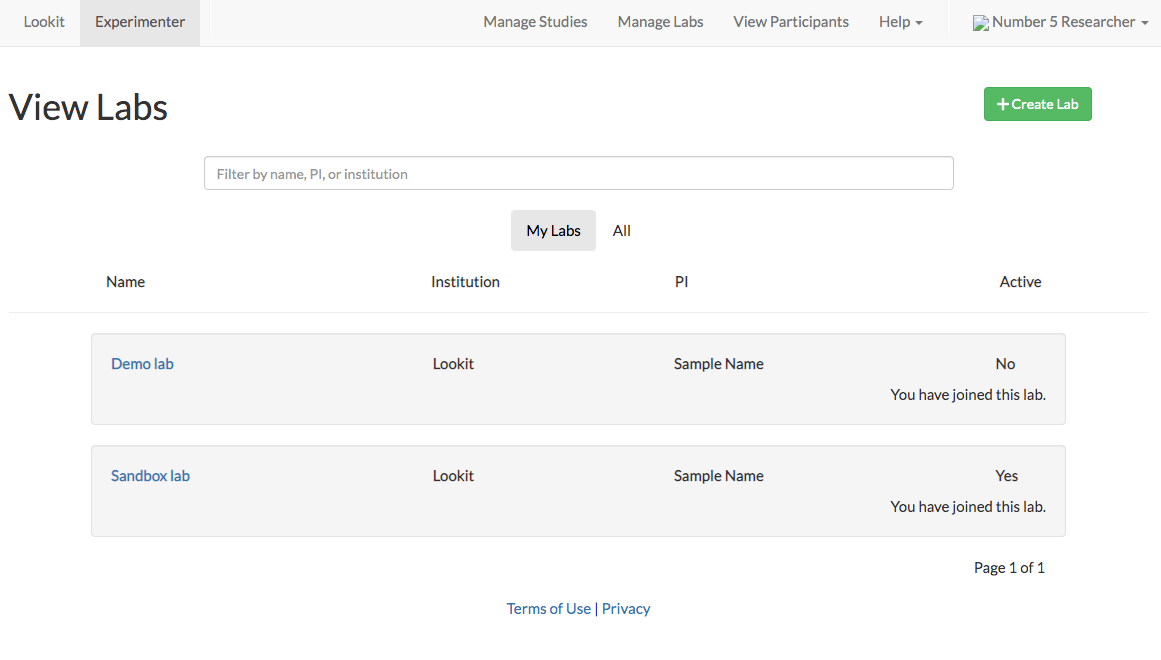 Lookit Experimenter Manage Studies Manage Labs View Participants Help Number 5 Researcher
View Labs
Create Lab
Filter by name, PI, or institution
My Labs All
Name Institution PI Active
Demo lab Lookit Sample Name No
You have joined this lab.
Sandbox lab Lookit Sample Name Yes
You have joined this lab.
Page 1 of 1
Terms of Use | Privacy